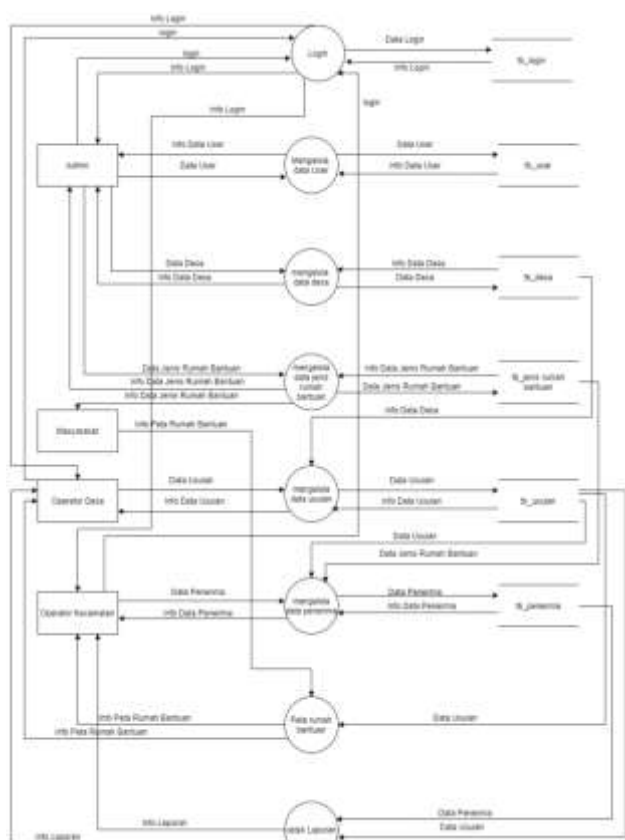 Info Login
login
Data Login
login
Login
tb_login
Info Login
Info Login
Info Login
login
Info Data User
Data User
admin
Mengelola
data User
tb_user
Data User
Info Data User
Data Desa
Info Data Desa
mengelola
data desa
Info Data Desa
Data Desa
tb_desa
Data Jenis Rumah Bantuan
Info Data Jenis Rumah Bantuan
Info Data Jenis Rumah Bantuan
mengelola
data jenis
rumah
bantuan
Info Data Jenis Rumah Bantuan
Data Jenis Rumah Bantuan
tb_jenis rumah
bantuan
Masyarakat
Info Peta Rumah Bantuan
Info Data Desa
Operator Desa
Data Usulan
Info Data Usulan
mengelola
data usulan
Data Usulan
Info Data Usulan
tb_usulan
Data Usulan
Data Jenis Rumah Bantuan
Operator Kecamatan
Data Penerima
Info Data Penerima
mengelola
data penerima
Data Penerima
Info Data Penerima
tb_penerima
Info Peta Rumah Bantuan
Info Peta Rumah Bantuan
Peta rumah
bantuan
Data Usulan
Info Laporan
Info Laporan
Laporan
Data Penerima
Data Usulan